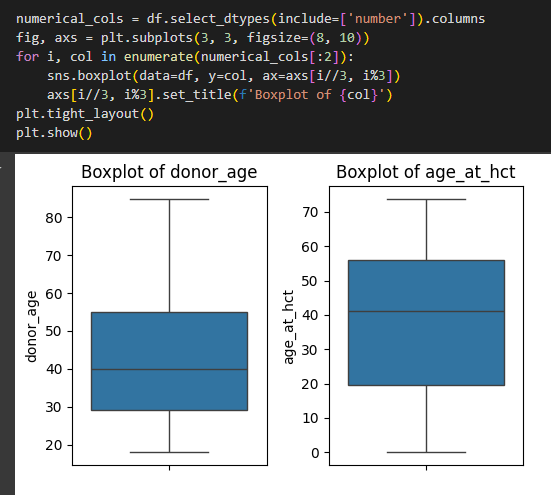 numerical_cols = df.select_dtypes(include=['number']).columns
fig, axs = plt.subplots(3, 3, figsize=(8, 10))
for i, col in enumerate(numerical_cols[:2]):
    sns.boxplot(data=df, y=col, ax=axs[i//3, i%3])
    axs[i//3, i%3].set_title(f'Boxplot of {col}')
plt.tight_layout()
plt.show()
Boxplot of donor_age
80
70
60
50
40
30
20
donor_age
Boxplot of age_at_hct
70
60
50
40
30
20
10
0
age_at_hct